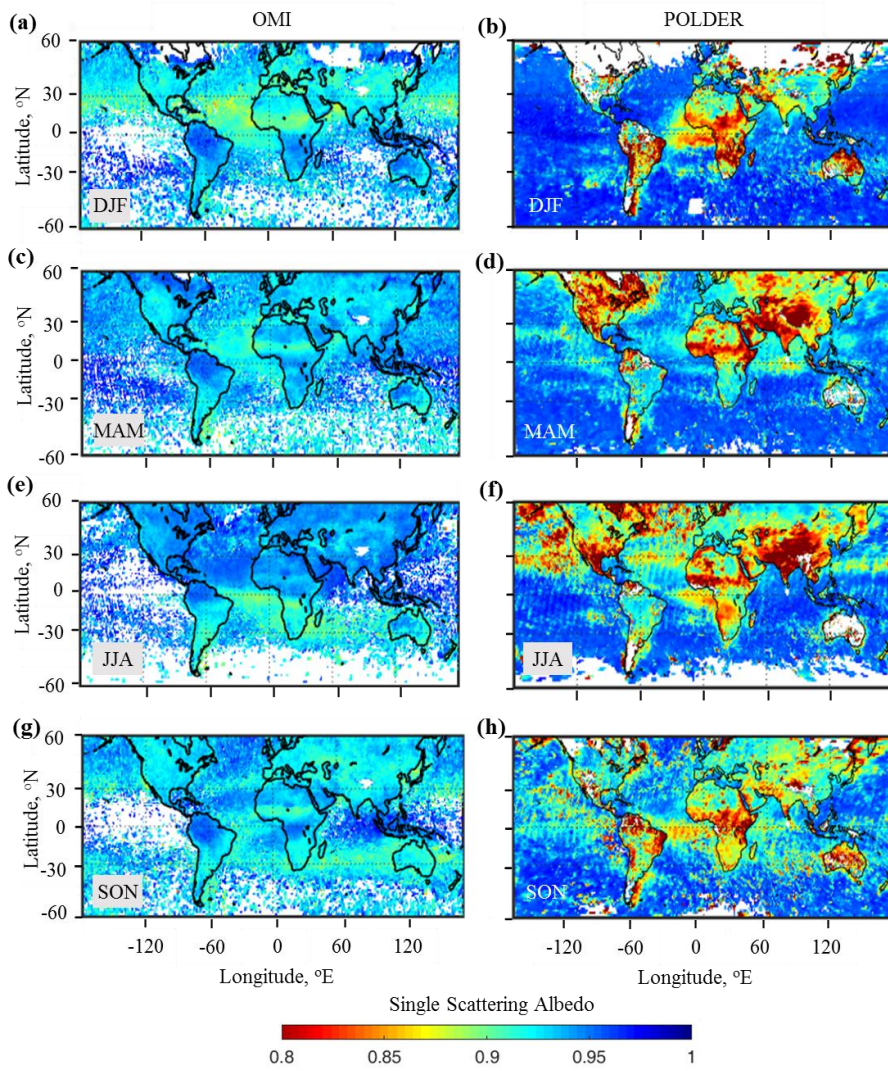 OMI
POLDER
(a)
(b)
60
30
0
-30
-60
Latitude, °N
DJF
DJF
(c)
(d)
60
30
0
-30
-60
Latitude, °N
MAM
MAM
(e)
(f)
60
30
0
-30
-60
Latitude, °N
JJA
JJA
(g)
(h)
60
30
0
-30
-60
Latitude, °N
SON
SON
-120 -60 0 60 120
-60 0 60 120
-120
Longitude, °E
Longitude, °E
Single Scattering Albedo
0.8 0.85 0.9 0.95 1